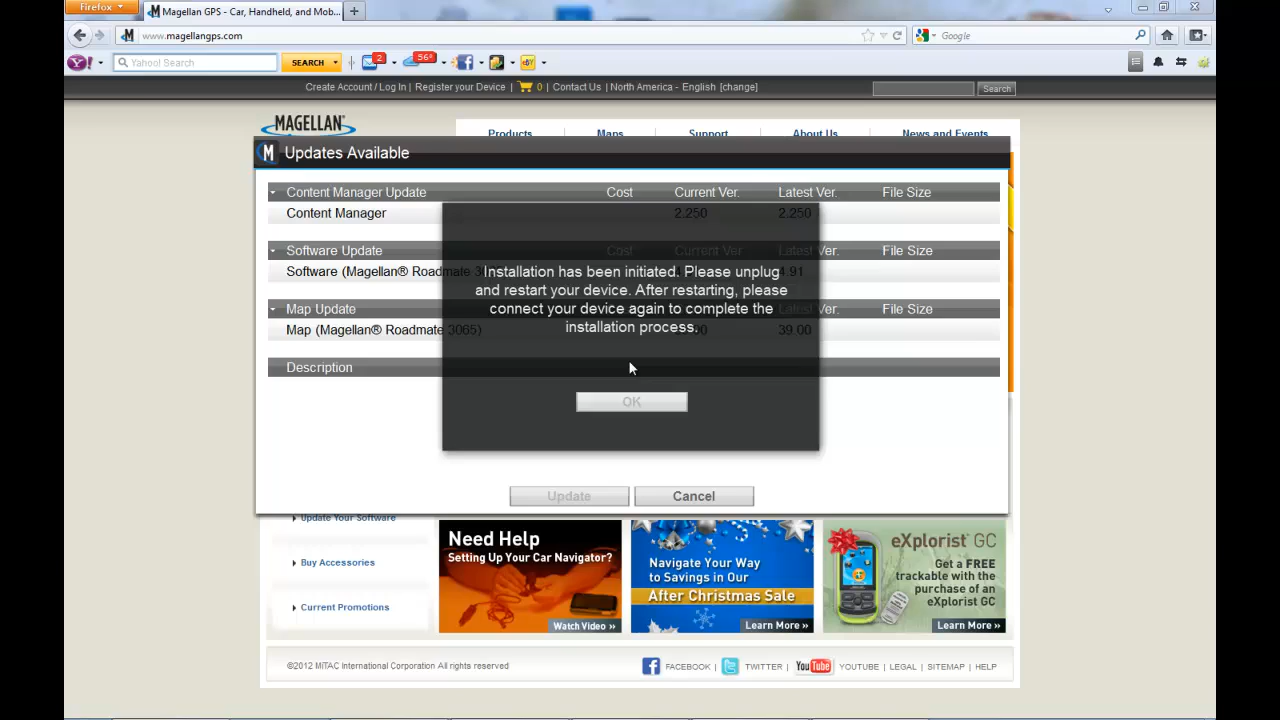 Firefox
Magellan GPS - Car, Handheld, and Mob...
www.magellangps.com
Google
Yahoo! Search
SEARCH
2
56°
Create Account / Log In | Register your Device | 0 | Contact Us | North America - English [change]
Search
MAGELLAN
Products
Maps
Support
About Us
News and Events
M Updates Available
Content Manager Update Cost Current Ver. Latest Ver. File Size
Content Manager 2.250 2.250
Software Update Cost Current Ver Latest Ver. File Size
Software (Magellan® Roadmate
Map Update File Size
Map (Magellan® Roadmate 3065) 39.00
Installation has been initiated. Please unplug
and restart your device. After restarting, please
connect your device again to complete the
installation process.
Description
OK
Update Cancel
Update Your Software
Buy Accessories
Current Promotions
Need Help
Setting Up Your Car Navigator?
Watch Video »
Navigate Your Way
to Savings in Our
After Christmas Sale
Learn More »
eXplorist GC
Get a FREE
trackable with the
purchase of an
eXplorist GC
Learn More »
©2012 MiTAC International Corporation All rights reserved
FACEBOOK | TWITTER | You Tube YOUTUBE | LEGAL | SITEMAP | HELP